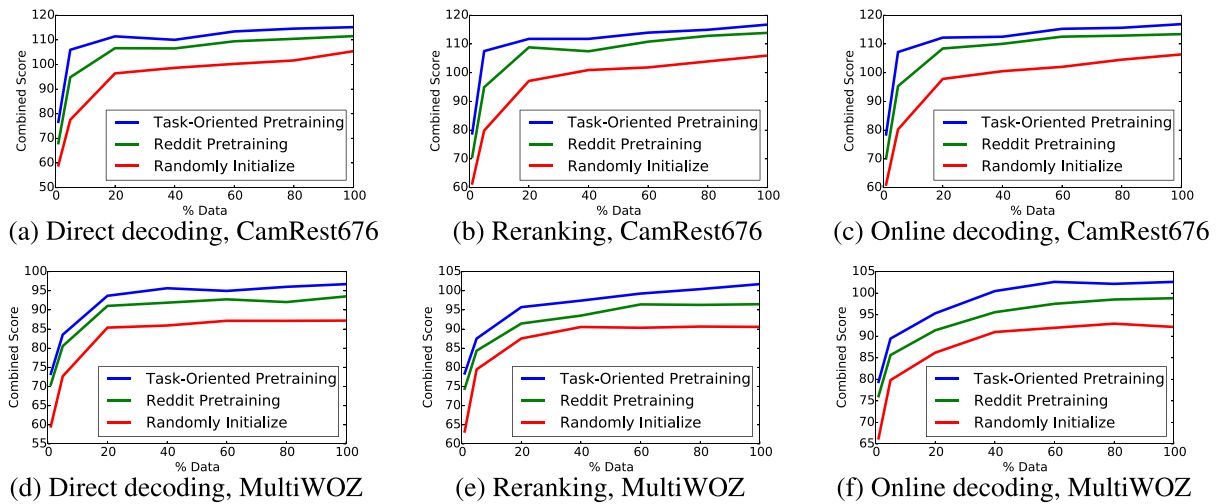 120
110
100
90
80
70
60
50
Combined Score
Task-Oriented Pretraining
Reddit Pretraining
Randomly Initialize
0 20 40 60 80 100
% Data
(a) Direct decoding, CamRest676
120
110
100
90
80
70
60
Combined Score
Task-Oriented Pretraining
Reddit Pretraining
Randomly Initialize
0 20 40 60 80 100
% Data
(b) Reranking, CamRest676
120
110
100
90
80
70
60
Combined Score
Task-Oriented Pretraining
Reddit Pretraining
Randomly Initialize
0 20 40 60 80 100
% Data
(c) Online decoding, CamRest676
100
95
90
85
80
75
70
65
60
55
Combined Score
Task-Oriented Pretraining
Reddit Pretraining
Randomly Initialize
0 20 40 60 80 100
% Data
(d) Direct decoding, MultiWOZ
105
100
95
90
85
80
75
70
65
60
Combined Score
Task-Oriented Pretraining
Reddit Pretraining
Randomly Initialize
0 20 40 60 80 100
% Data
(e) Reranking, MultiWOZ
105
100
95
90
85
80
75
70
65
Combined Score
Task-Oriented Pretraining
Reddit Pretraining
Randomly Initialize
0 20 40 60 80 100
% Data
(f) Online decoding, MultiWOZ